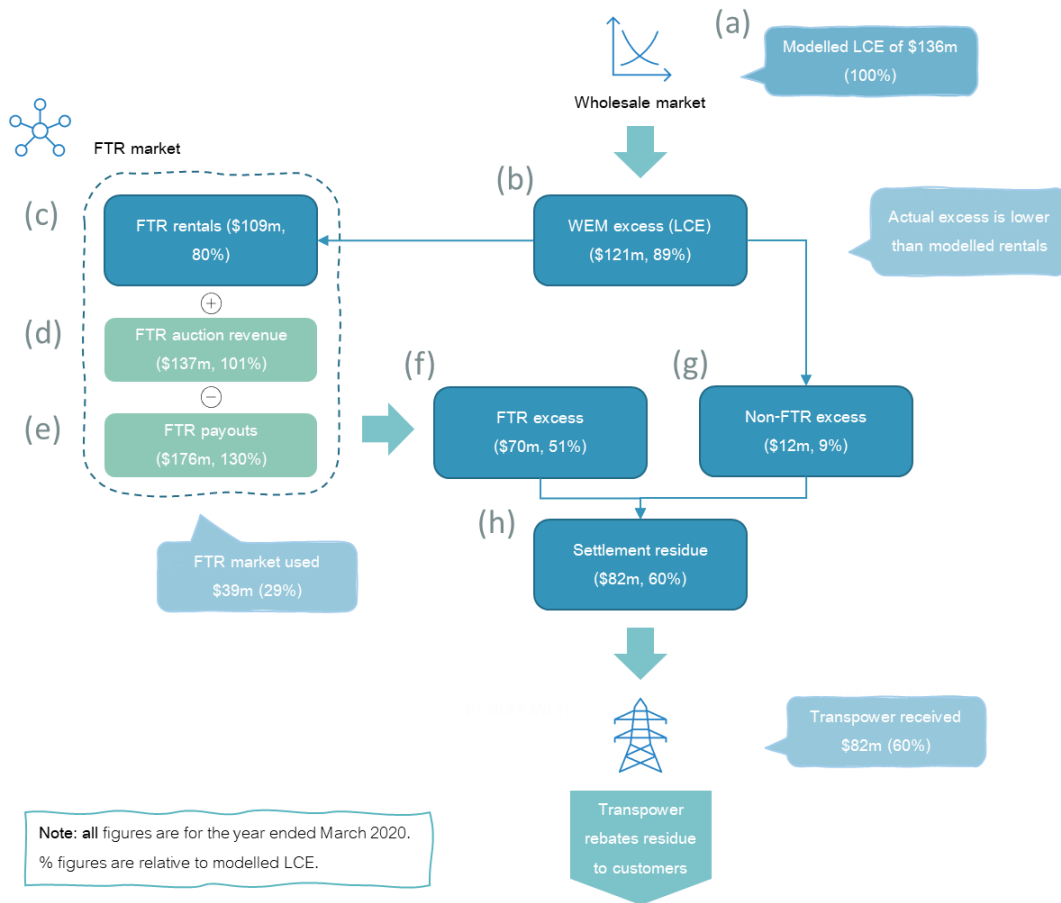 (a)
Modelled LCE of $136m
(100%)
Wholesale market
FTR market
(b)
(c)
FTR rentals ($109m,
80%)
WEM excess (LCE)
($121m, 89%)
Actual excess is lower
than modelled rentals
(d)
FTR auction revenue
($137m, 101%)
(e)
FTR payouts
($176m, 130%)
(f)
FTR excess
($70m, 51%)
(g)
Non-FTR excess
($12m, 9%)
FTR market used
$39m (29%)
(h)
Settlement residue
($82m, 60%)
Transpower received
$82m (60%)
Transpower
rebates residue
to customers
Note: all figures are for the year ended March 2020.
% figures are relative to modelled LCE.